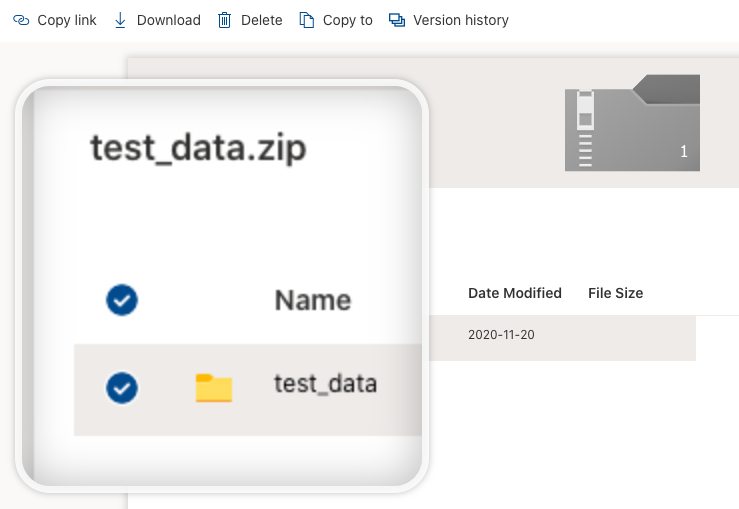 Copy link Download Delete Copy to Version history
test_data.zip
1
Name Date Modified File Size
test_data 2020-11-20